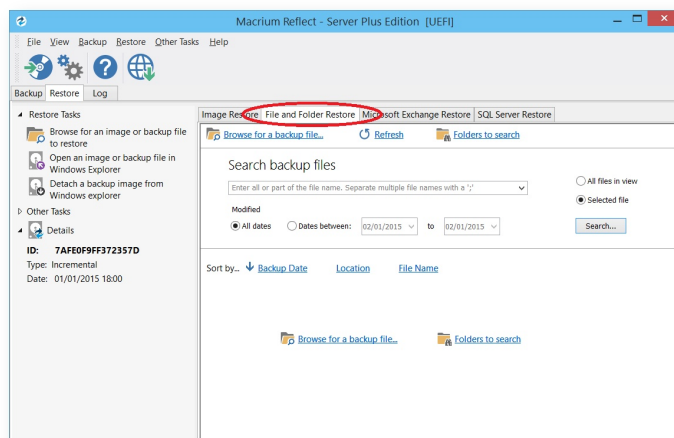 Macrium Reflect - Server Plus Edition [UEFI]
File View Backup Restore Other Tasks Help
Backup Restore Log
Restore Tasks
Browse for an image or backup file
to restore
Open an image or backup file in
Windows Explorer
Detach a backup image from
Windows explorer
Other Tasks
Details
ID: 7AFE0F9FF372357D
Type: Incremental
Date: 01/01/2015 18:00
Image Restore File and Folder Restore Microsoft Exchange Restore SQL Server Restore
Browse for a backup file... Refresh Folders to search
Search backup files
Enter all or part of the file name. Separate multiple file names with a ';'
All files in view
Selected file
Modified
All dates Dates between: 02/01/2015 to 02/01/2015 Search...
Sort by... Backup Date Location File Name
Browse for a backup file... Folders to search